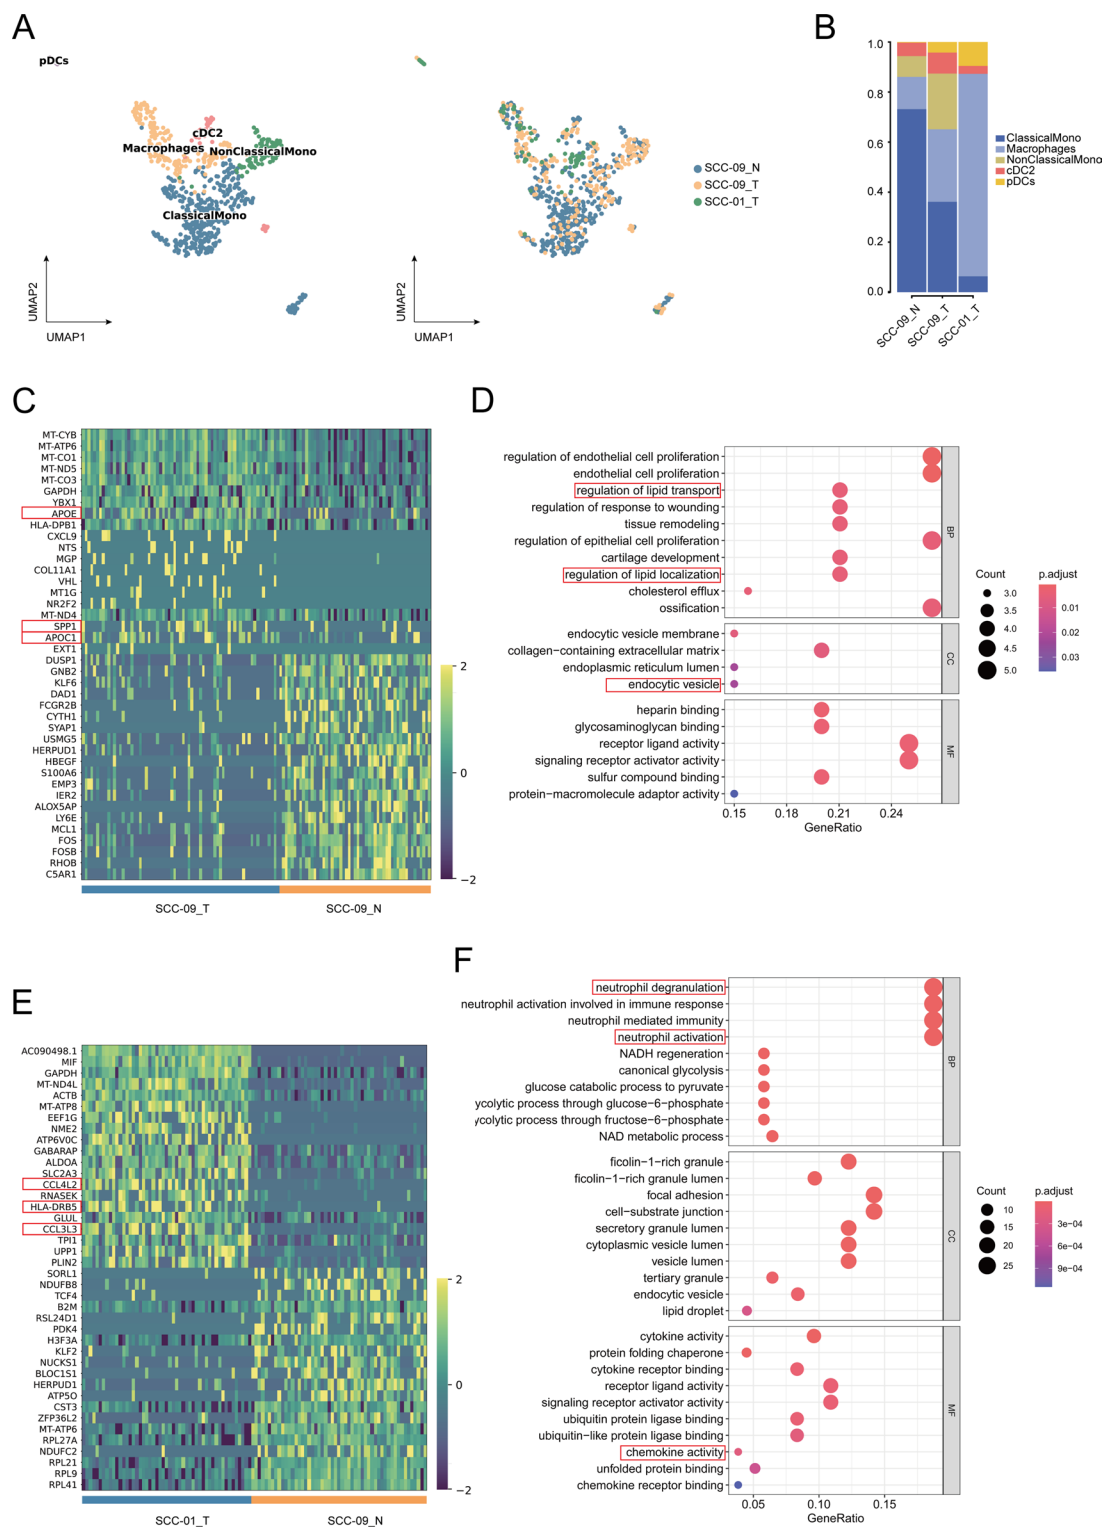 A
pDCs
cDC2
Macrophages
NonClassicalMono
ClassicalMono
UMAP2
UMAP1
UMAP2
UMAP1
SCC-09_N
SCC-09_T
SCC-01_T
B
1.0
0.8
0.6
0.4
0.2
0.0
SCC-09_N
SCC-09_T
SCC-01_T
ClassicalMono
Macrophages
NonClassicalMono
cDC2
pDCs
C
MT-CYB
MT-ATP6
MT-CO1
MT-ND5
MT-CO3
GAPDH
YBX1
APOE
HLA-DPB1
CXCL9
NTS
MGP
COL11A1
VHL
MT1G
NR2F2
MT-ND4
SPP1
APOC1
EXT1
DUSP1
GNB2
KLF6
DAD1
FCGR2B
CYTH1
SYAP1
USMG5
HERPUD1
HBEGF
S100A6
EMP3
IER2
ALOX5AP
LY6E
MCL1
FOS
FOSB
RHOB
C5AR1
SCC-09_T
SCC-09_N
2
0
−2
D
regulation of endothelial cell proliferation
endothelial cell proliferation
regulation of lipid transport
regulation of response to wounding
tissue remodeling
regulation of epithelial cell proliferation
cartilage development
regulation of lipid localization
cholesterol efflux
ossification
BP
endocytic vesicle membrane
collagen−containing extracellular matrix
endoplasmic reticulum lumen
endocytic vesicle
CC
heparin binding
glycosaminoglycan binding
receptor ligand activity
signaling receptor activator activity
sulfur compound binding
protein−macromolecule adaptor activity
MF
0.15
0.18
0.21
0.24
GeneRatio
Count
3.0
3.5
4.0
4.5
5.0
p.adjust
0.01
0.02
0.03
E
AC090498.1
MIF
GAPDH
MT-ND4L
ACTB
MT-ATP8
EEF1G
NME2
ATP6V0C
GABARAP
ALDOA
SLC2A3
CCL4L2
RNASEK
HLA-DRB5
GLUL
CCL3L3
TPI1
UPP1
PLIN2
SORL1
NDUFB8
TCF4
B2M
RSL24D1
PDK4
H3F3A
KLF2
NUCKS1
BLOC1S1
HERPUD1
ATP5O
CST3
ZFP36L2
MT-ATP6
RPL27A
NDUFC2
RPL21
RPL9
RPL41
SCC-01_T
SCC-09_N
2
0
−2
F
neutrophil degranulation
neutrophil activation involved in immune response
neutrophil mediated immunity
neutrophil activation
NADH regeneration
canonical glycolysis
glucose catabolic process to pyruvate
ycolytic process through glucose−6−phosphate
ycolytic process through fructose−6−phosphate
NAD metabolic process
BP
ficolin−1−rich granule
ficolin−1−rich granule lumen
focal adhesion
cell−substrate junction
secretory granule lumen
cytoplasmic vesicle lumen
vesicle lumen
tertiary granule
endocytic vesicle
lipid droplet
CC
cytokine activity
protein folding chaperone
cytokine receptor binding
receptor ligand activity
signaling receptor activator activity
ubiquitin protein ligase binding
ubiquitin−like protein ligase binding
chemokine activity
unfolded protein binding
chemokine receptor binding
MF
0.05
0.10
0.15
GeneRatio
Count
10
15
20
25
p.adjust
3e−04
6e−04
9e−04